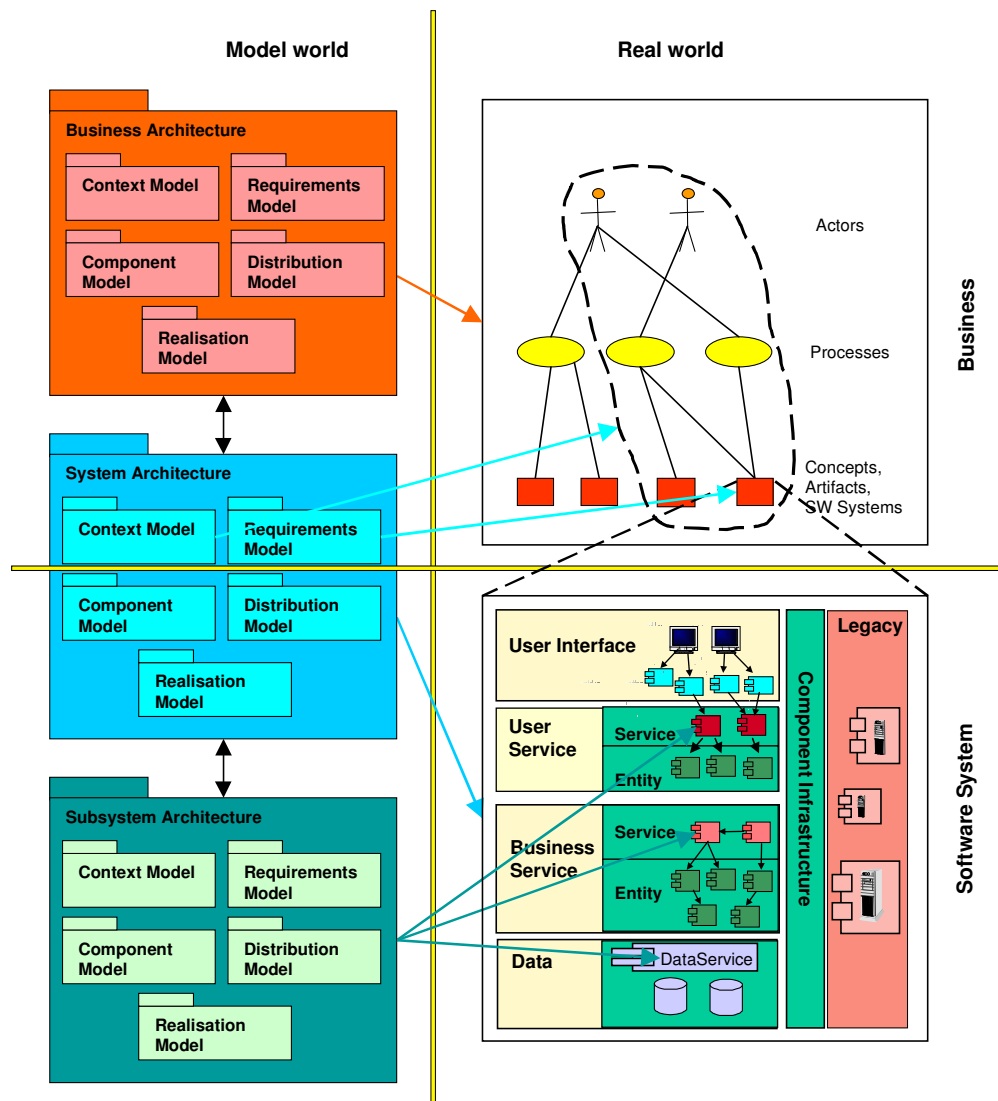 Model world
Real world
Business Architecture
Context Model
Requirements
Model
Component
Model
Distribution
Model
Realisation
Model
Actors
Processes
Concepts,
Artifacts,
SW Systems
Business
System Architecture
Context Model
Requirements
Model
Component
Model
Distribution
Model
Realisation
Model
Subsystem Architecture
Context Model
Requirements
Model
Component
Model
Distribution
Model
Realisation
Model
User Interface
User
Service
Service
Entity
Business
Service
Service
Entity
Data
DataService
Component Infrastructure
Legacy
Software System